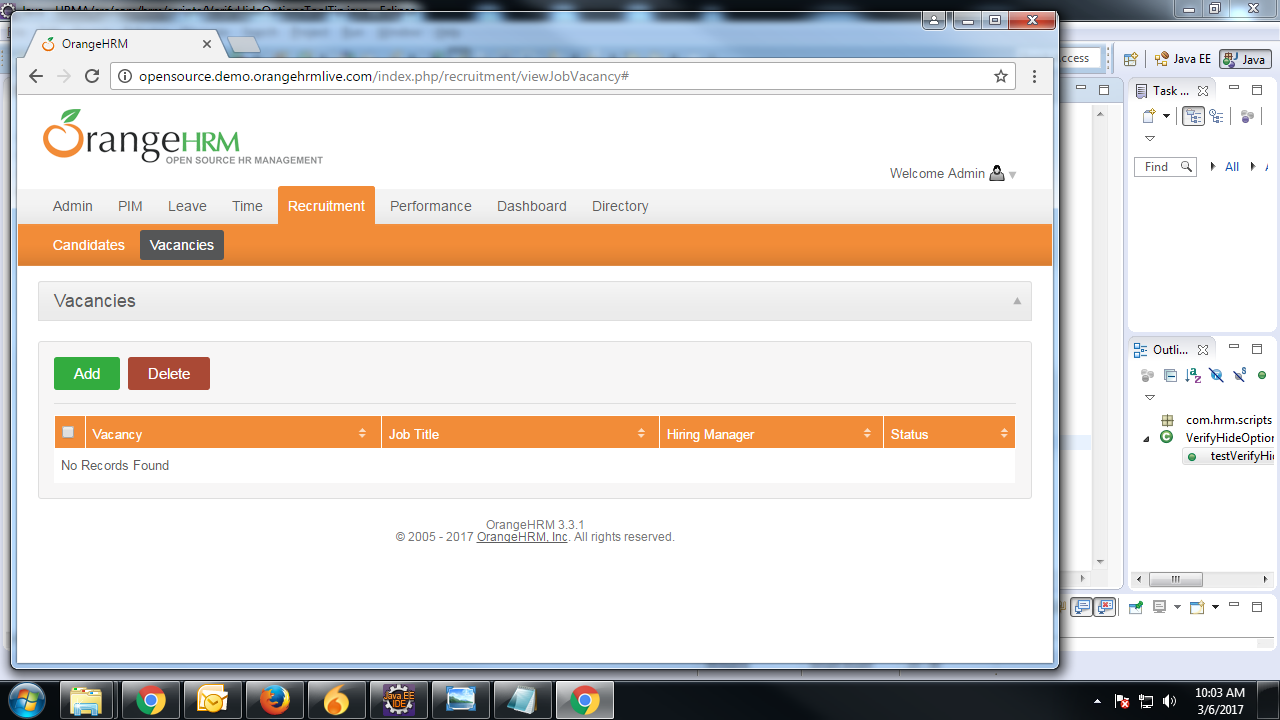 OrangeHRM
opensource.demo.orangehrmlive.com/index.php/recruitment/viewJobVacancy#
OrangeHRM
OPEN SOURCE HR MANAGEMENT
Welcome Admin
Admin PIM Leave Time Recruitment Performance Dashboard Directory
Candidates Vacancies
Vacancies
Add Delete
Vacancy Job Title Hiring Manager Status
No Records Found
OrangeHRM 3.3.1
© 2005 - 2017 OrangeHRM, Inc. All rights reserved.
Java EE Java
Task ...
Find All
Outli...
com.hrm.scripts
VerifyHideOption
testVerifyHi
Java EE
IDE
10:03 AM
3/6/2017